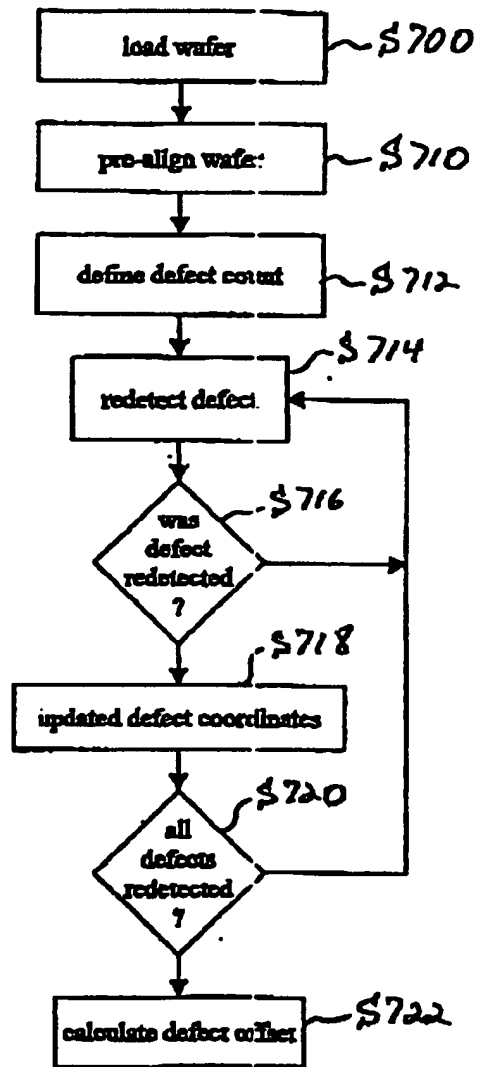 load wafer
S700
pre-align wafer
S710
define defect count
S712
S714
redetect defect
S716
was
defect
redetected
?
S718
updated defect coordinates
S720
all
defects
redetected
?
calculate defect offset
S722